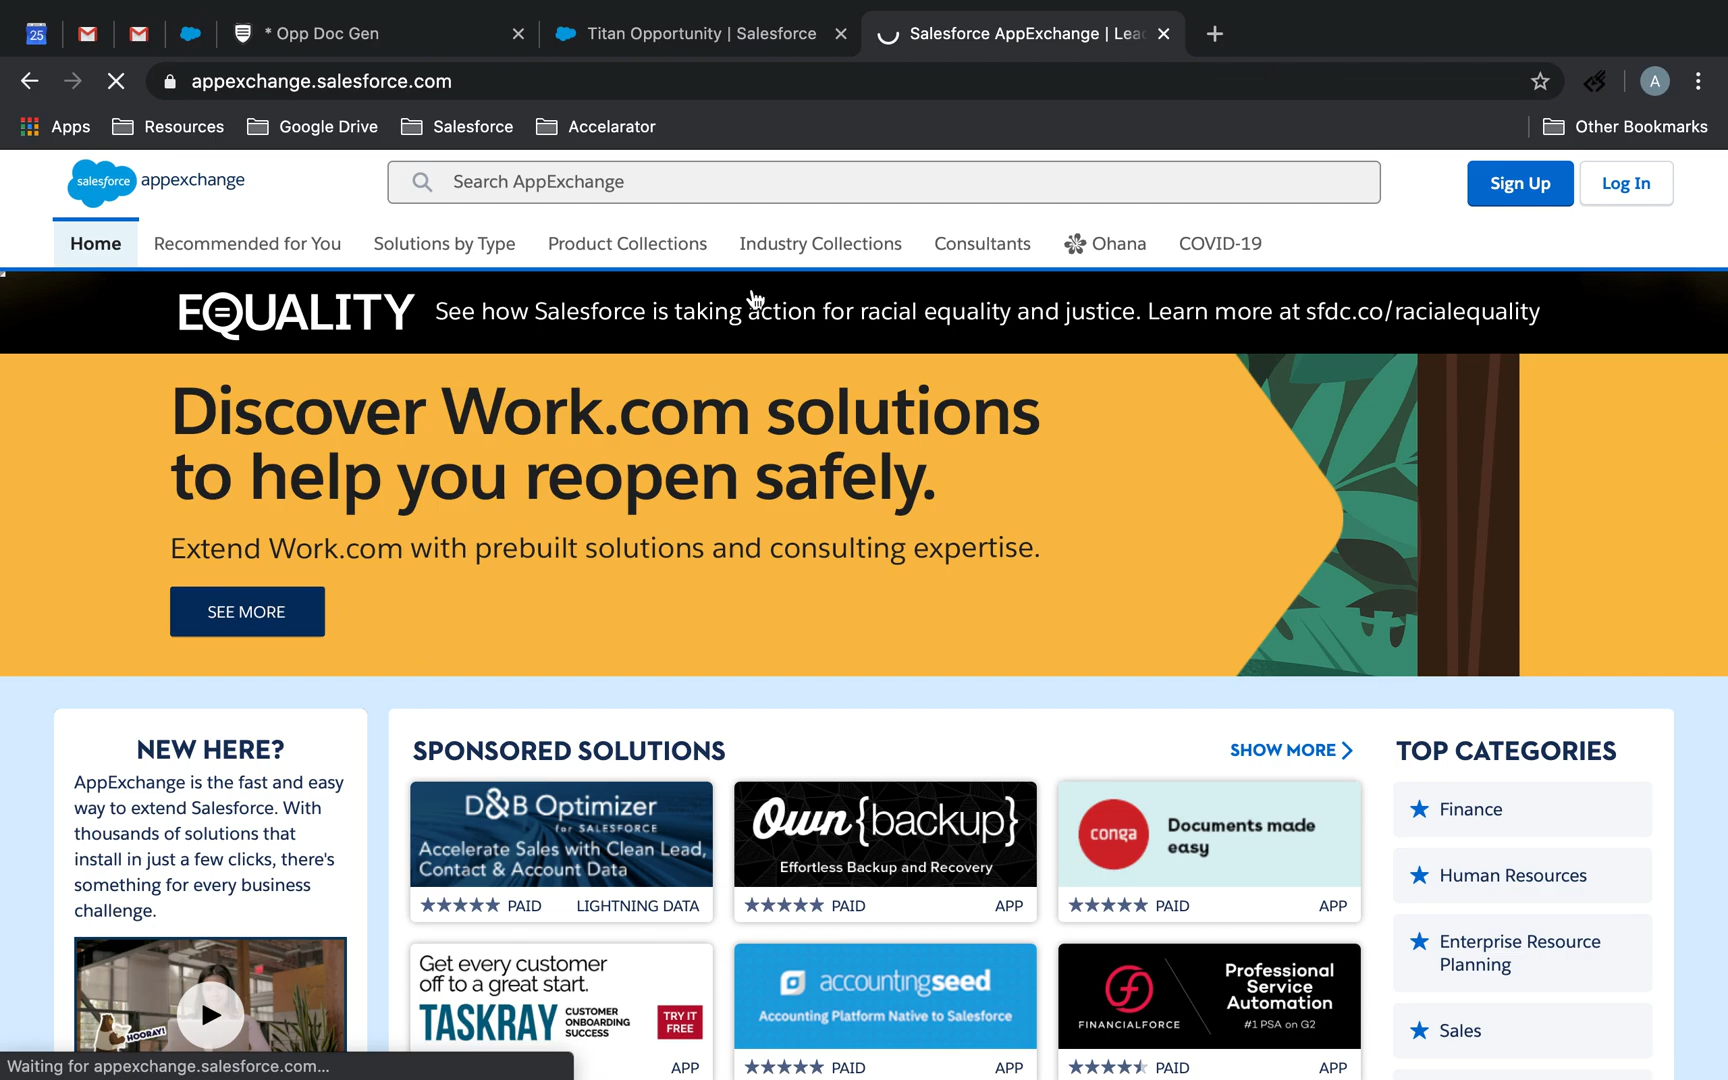 25
* Opp Doc Gen
Titan Opportunity | Salesforce
Salesforce AppExchange | Lea
appexchange.salesforce.com
A
Apps
Resources
Google Drive
Salesforce
Accelarator
Other Bookmarks
salesforce appexchange
Search AppExchange
Sign Up
Log In
Home
Recommended for You
Solutions by Type
Product Collections
Industry Collections
Consultants
Ohana
COVID-19
EQUALITY See how Salesforce is taking action for racial equality and justice. Learn more at sfdc.co/racialequality
Discover Work.com solutions
to help you reopen safely.
Extend Work.com with prebuilt solutions and consulting expertise.
SEE MORE
NEW HERE?
AppExchange is the fast and easy
way to extend Salesforce. With
thousands of solutions that
install in just a few clicks, there's
something for every business
challenge.
HOORAY!
SPONSORED SOLUTIONS
SHOW MORE
D&B Optimizer
for SALESFORCE
Accelerate Sales with Clean Lead,
Contact & Account Data
PAID LIGHTNING DATA
Own{backup}
Effortless Backup and Recovery
PAID APP
conga
Documents made
easy
PAID APP
Get every customer
off to a great start.
TASKRAY
CUSTOMER
ONBOARDING
SUCCESS
TRY IT
FREE
APP
accountingseed
Accounting Platform Native to Salesforce
PAID APP
FINANCIALFORCE
Professional
Service
Automation
#1 PSA on G2
PAID APP
TOP CATEGORIES
Finance
Human Resources
Enterprise Resource
Planning
Sales
Waiting for appexchange.salesforce.com...